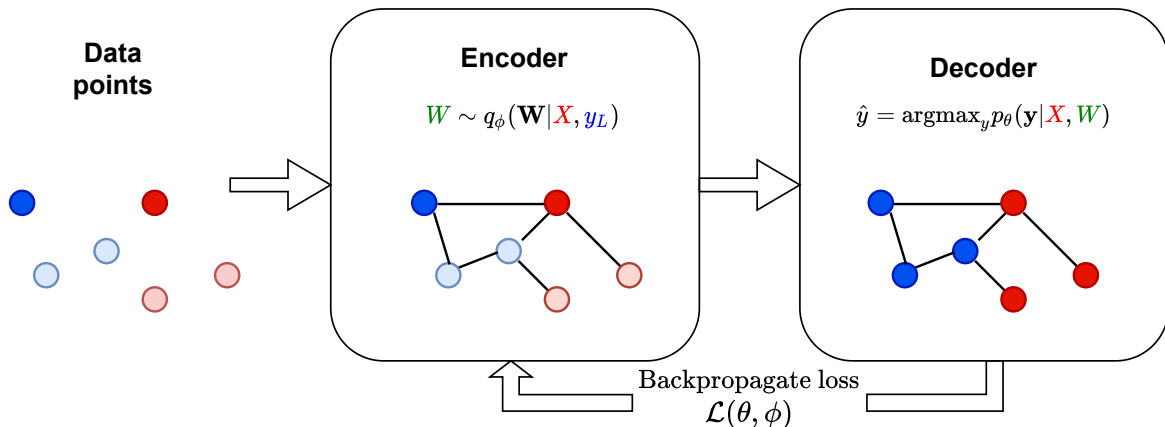 Data
points
Encoder
W ∼ q_ϕ(𝐖|X, y_L)
Decoder
ŷ = argmax_y p_θ(𝐲|X, W)
Backpropagate loss
ℒ(θ, ϕ)